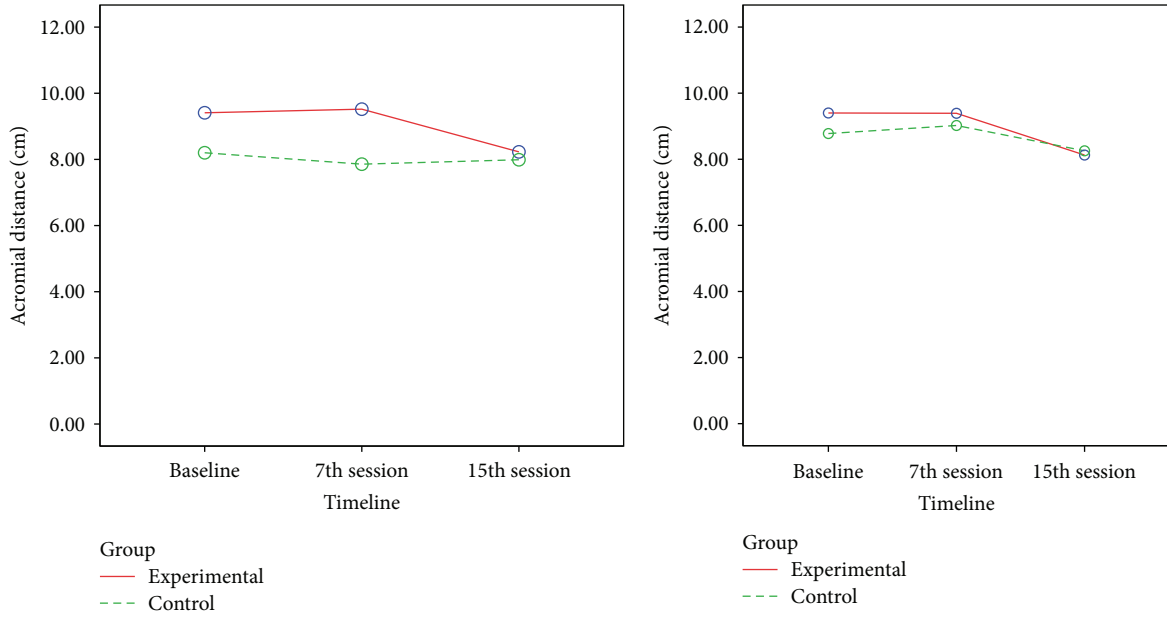 12.00
10.00
8.00
6.00
4.00
2.00
0.00
Acromial distance (cm)
Baseline
7th session
15th session
Timeline
Group
Experimental
Control
12.00
10.00
8.00
6.00
4.00
2.00
0.00
Acromial distance (cm)
Baseline
7th session
15th session
Timeline
Group
Experimental
Control